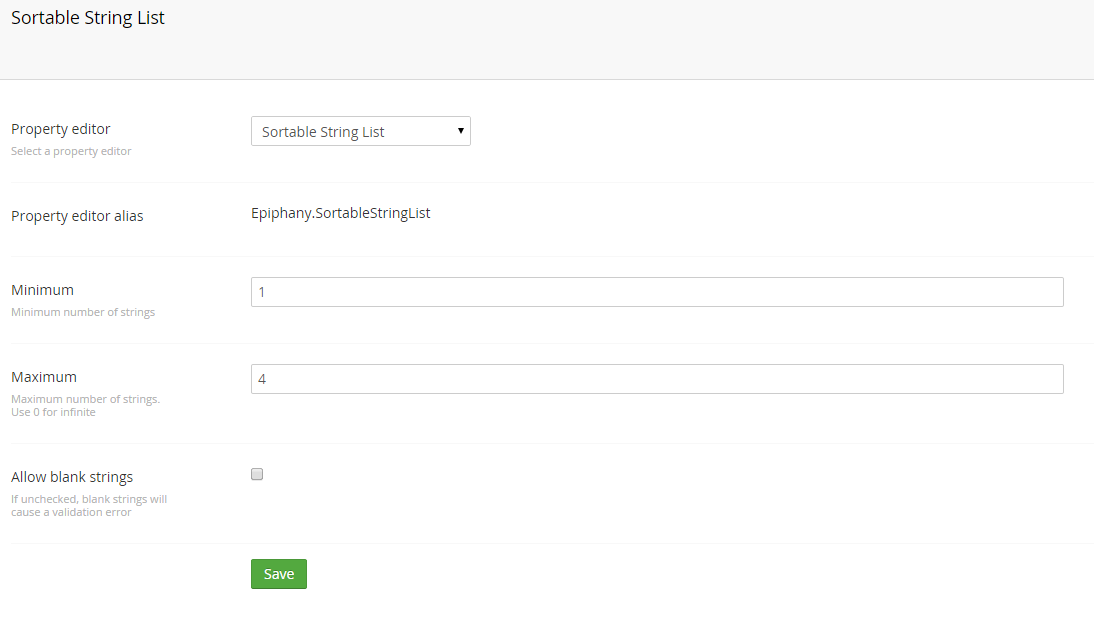 Sortable String List
Property editor
Select a property editor
Sortable String List
Property editor alias
Epiphany.SortableStringList
Minimum
Minimum number of strings
1
Maximum
Maximum number of strings.
Use 0 for infinite
4
Allow blank strings
If unchecked, blank strings will
cause a validation error
Save